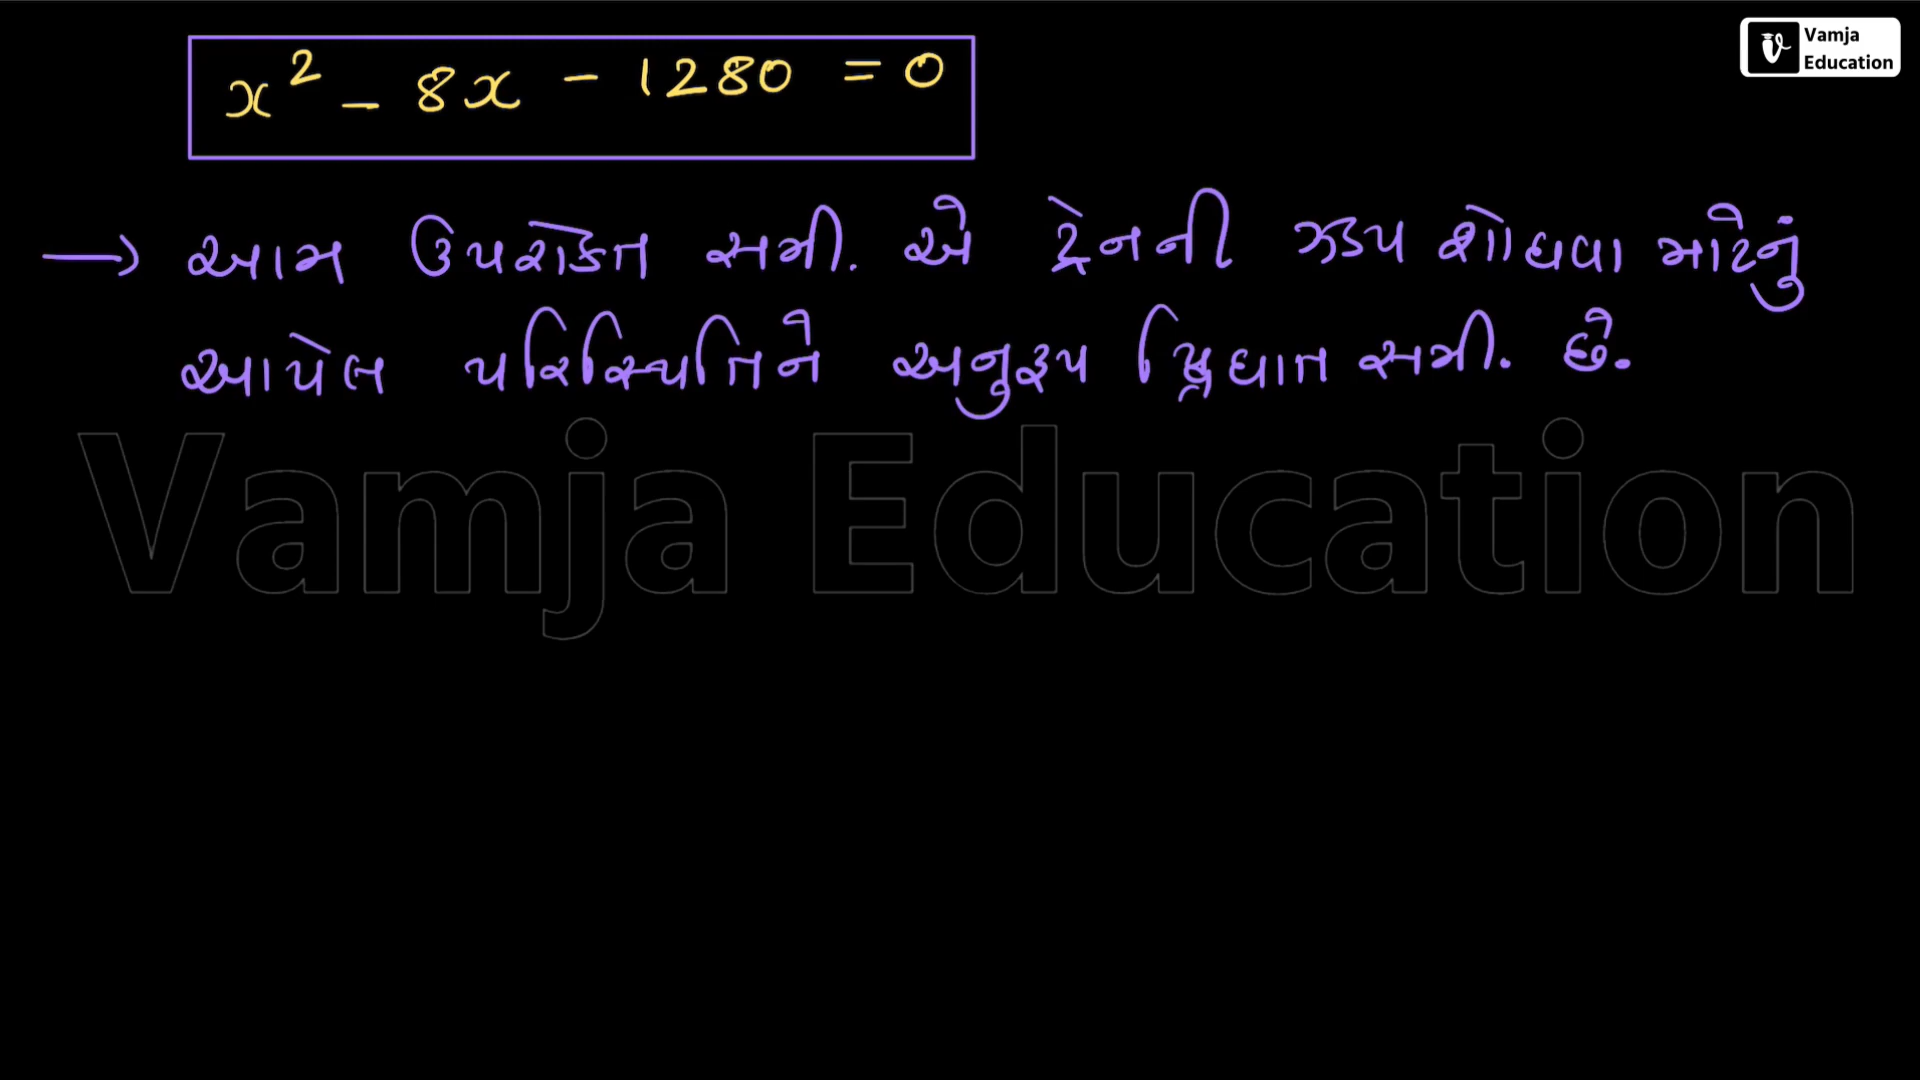 x² - 8x - 1280 = 0
Vamja
Education
→ આમ ઉપરોક્ત સમી. એ ટ્રેનની ઝડપ શોધવા માટેનું
આપેલ પરિસ્થિતિને અનુરૂપ દ્વિઘાત સમી. છે.
Vamja Education